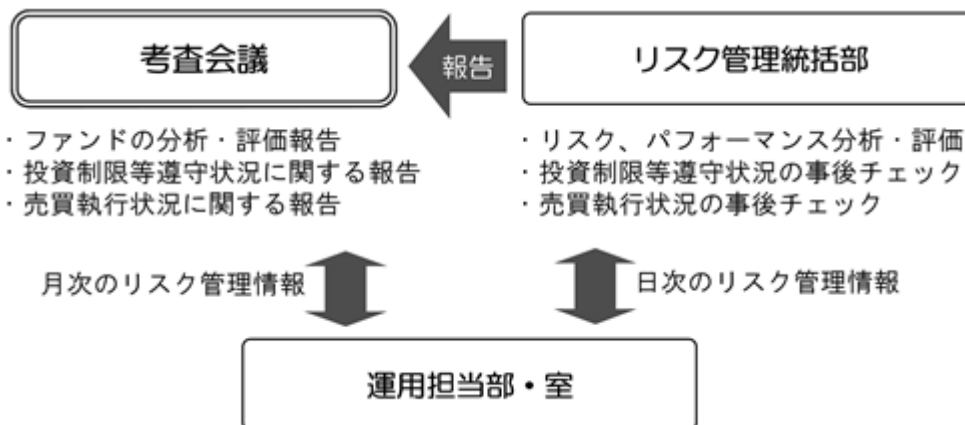 考査会議
報告
リスク管理統括部
・ファンドの分析・評価報告
・投資制限等遵守状況に関する報告
・売買執行状況に関する報告
・リスク、パフォーマンス分析・評価
・投資制限等遵守状況の事後チェック
・売買執行状況の事後チェック
月次のリスク管理情報
日次のリスク管理情報
運用担当部・室